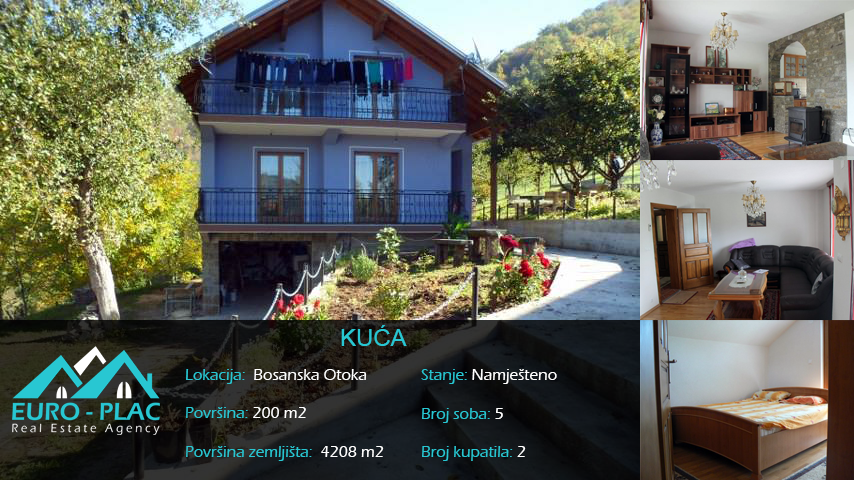 KUĆA
Lokacija: Bosanska Otoka
Stanje: Namješteno
Površina: 200 m2
Broj soba: 5
Površina zemljišta: 4208 m2
Broj kupatila: 2
EURO - PLAC
Real Estate Agency